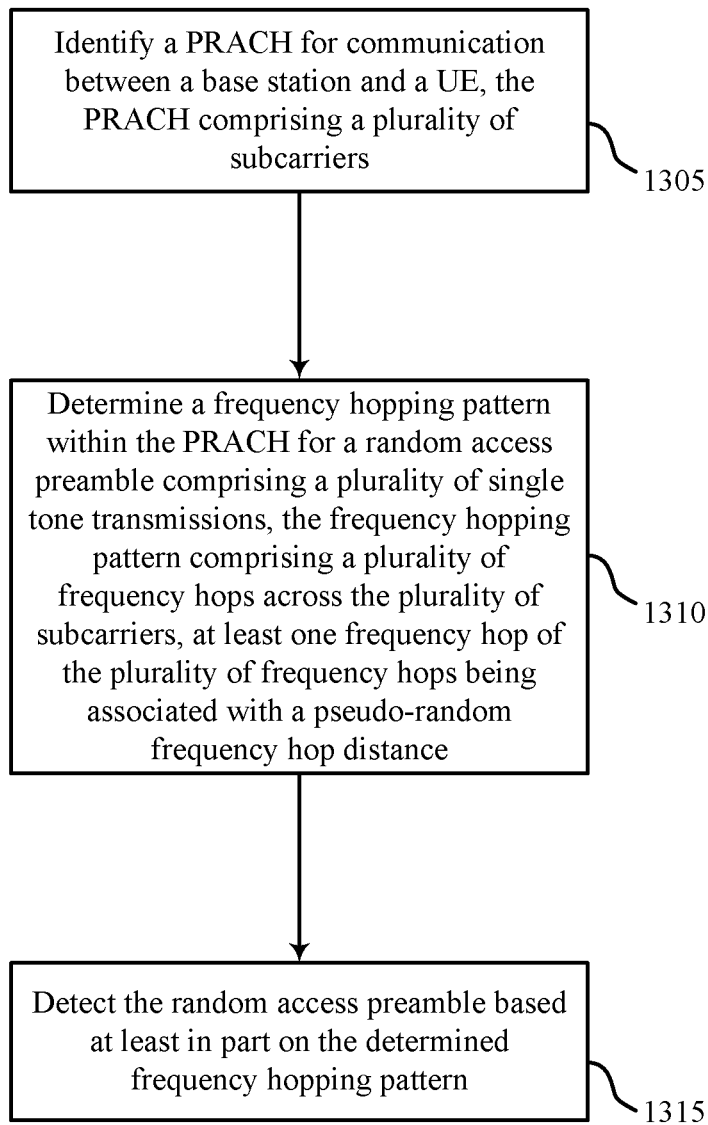 Identify a PRACH for communication
between a base station and a UE, the
PRACH comprising a plurality of
subcarriers
1305
Determine a frequency hopping pattern
within the PRACH for a random access
preamble comprising a plurality of single
tone transmissions, the frequency hopping
pattern comprising a plurality of
frequency hops across the plurality of
subcarriers, at least one frequency hop of
the plurality of frequency hops being
associated with a pseudo-random
frequency hop distance
1310
Detect the random access preamble based
at least in part on the determined
frequency hopping pattern
1315